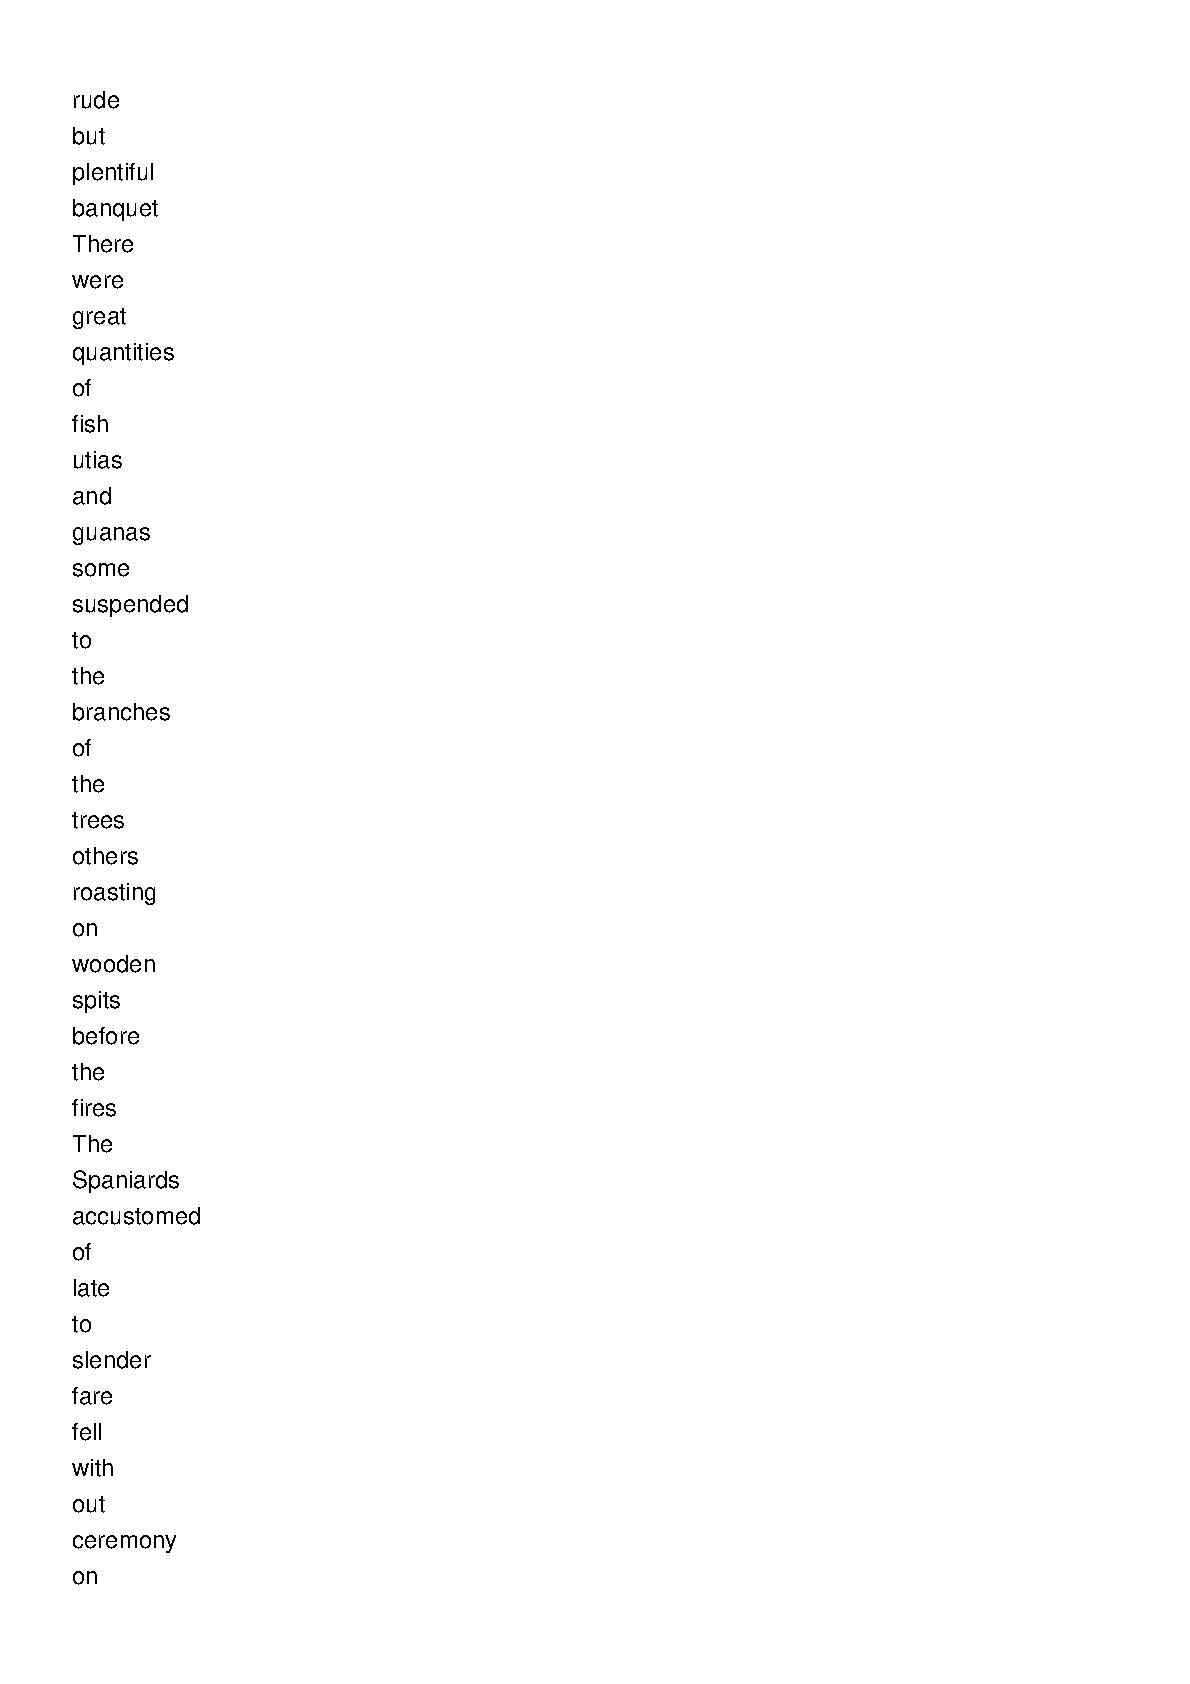 rude
but
plentiful
banquet
There
were
great
quantities
of
fish
utias
and
guanas
some
suspended
to
the
branches
of
the
trees
others
roasting
on
wooden
spits
before
the
fires
The
Spaniards
accustomed
of
late
to
slender
fare
fell
with
out
ceremony
on